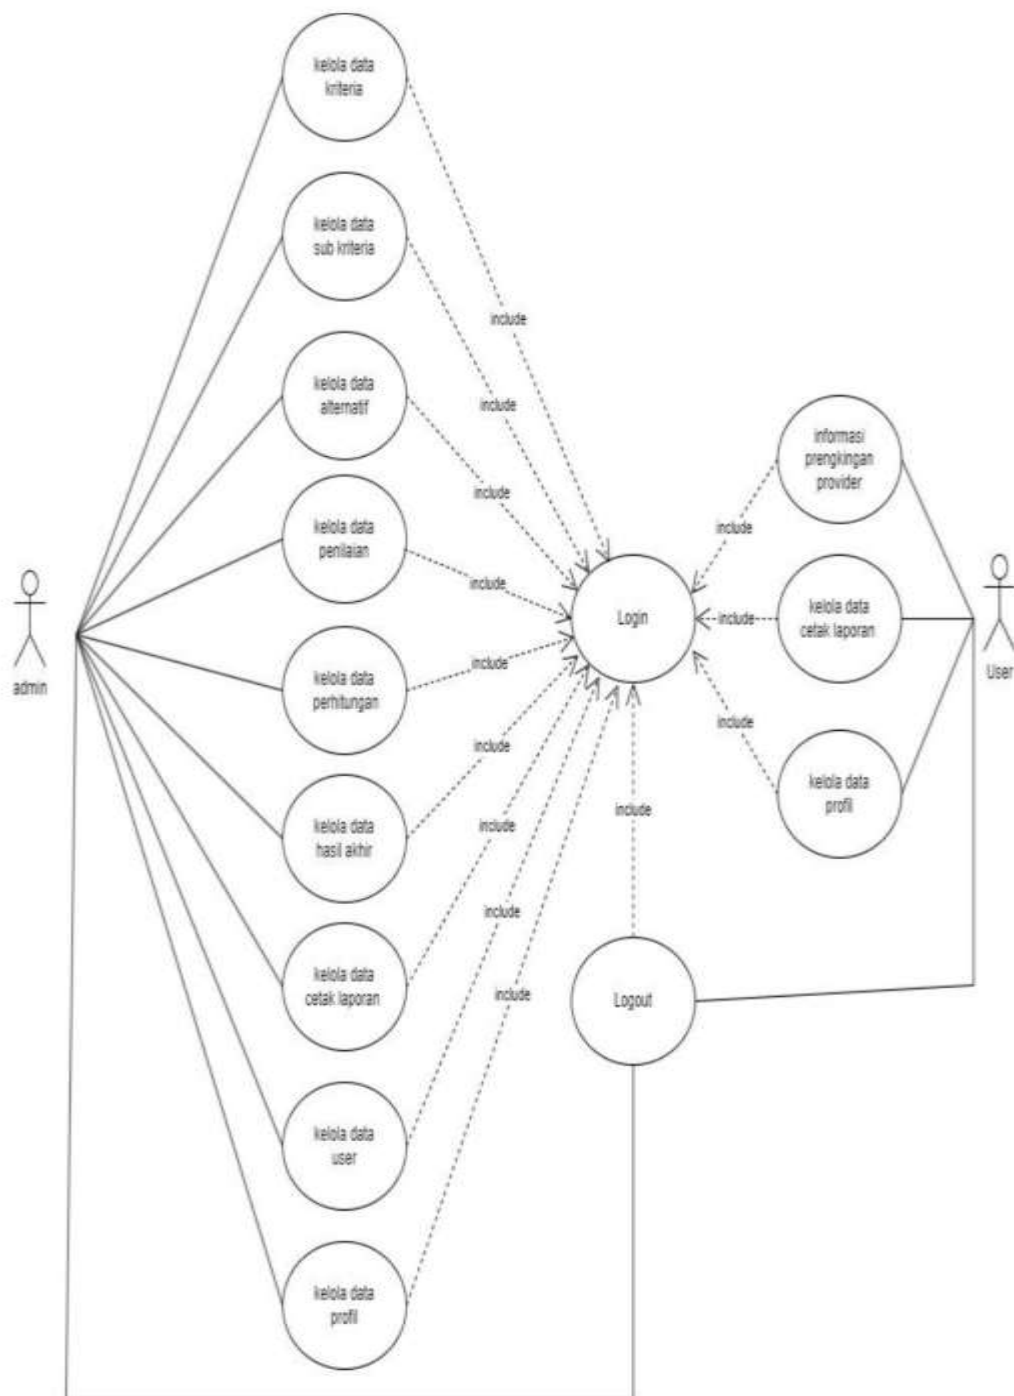 kelola data
kriteria
kelola data
sub kriteria
include
kelola data
alternatif
include
informasi
prengkingan
provider
include
kelola data
penilaian
include
include
admin
Login
kelola data
cetak laporan
include
User
kelola data
perhitungan
include
include
kelola data
profil
include
kelola data
hasil akhir
include
include
kelola data
cetak laporan
include
include
Logout
kelola data
user
kelola data
profil